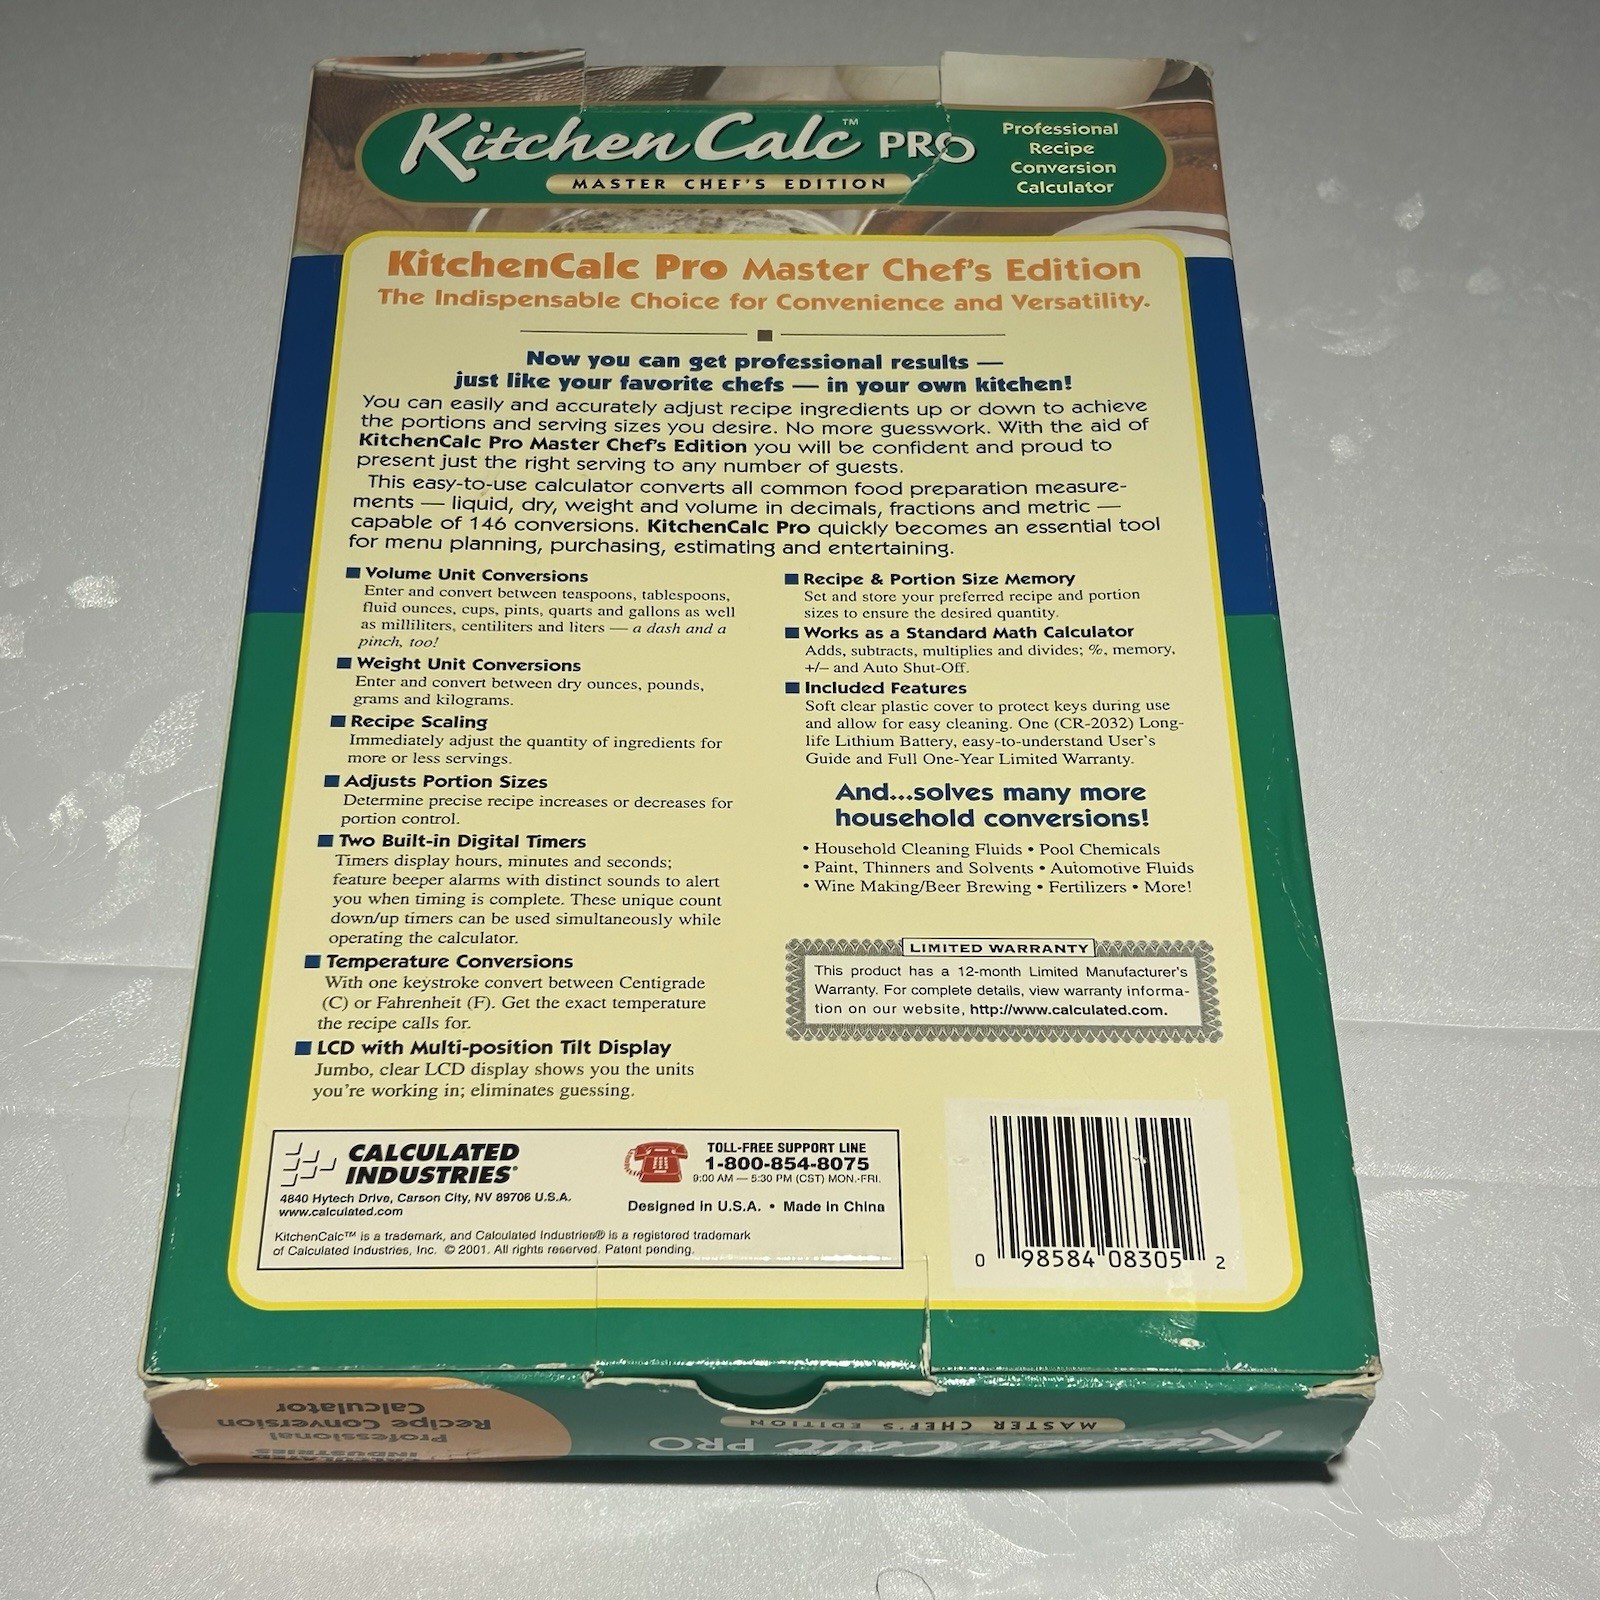 KitchenCalc™ PRO
MASTER CHEF'S EDITION
Professional
Recipe
Conversion
Calculator
KitchenCalc Pro Master Chef's Edition
The Indispensable Choice for Convenience and Versatility.
Now you can get professional results —
just like your favorite chefs — in your own kitchen!
You can easily and accurately adjust recipe ingredients up or down to achieve
the portions and serving sizes you desire. No more guesswork. With the aid of
KitchenCalc Pro Master Chef's Edition you will be confident and proud to
present just the right serving to any number of guests.
This easy-to-use calculator converts all common food preparation measure-
ments — liquid, dry, weight and volume in decimals, fractions and metric —
capable of 146 conversions. KitchenCalc Pro quickly becomes an essential tool
for menu planning, purchasing, estimating and entertaining.
■ Volume Unit Conversions
Enter and convert between teaspoons, tablespoons,
fluid ounces, cups, pints, quarts and gallons as well
as milliliters, centiliters and liters — a dash and a
pinch, too!
■ Weight Unit Conversions
Enter and convert between dry ounces, pounds,
grams and kilograms.
■ Recipe Scaling
Immediately adjust the quantity of ingredients for
more or less servings.
■ Adjusts Portion Sizes
Determine precise recipe increases or decreases for
portion control.
■ Two Built-in Digital Timers
Timers display hours, minutes and seconds;
feature beeper alarms with distinct sounds to alert
you when timing is complete. These unique count
down/up timers can be used simultaneously while
operating the calculator.
■ Temperature Conversions
With one keystroke convert between Centigrade
(C) or Fahrenheit (F). Get the exact temperature
the recipe calls for.
■ LCD with Multi-position Tilt Display
Jumbo, clear LCD display shows you the units
you're working in; eliminates guessing.
■ Recipe & Portion Size Memory
Set and store your preferred recipe and portion
sizes to ensure the desired quantity.
■ Works as a Standard Math Calculator
Adds, subtracts, multiplies and divides; %, memory,
+/– and Auto Shut-Off.
■ Included Features
Soft clear plastic cover to protect keys during use
and allow for easy cleaning. One (CR-2032) Long-
life Lithium Battery, easy-to-understand User's
Guide and Full One-Year Limited Warranty.
And...solves many more
household conversions!
• Household Cleaning Fluids • Pool Chemicals
• Paint, Thinners and Solvents • Automotive Fluids
• Wine Making/Beer Brewing • Fertilizers • More!
LIMITED WARRANTY
This product has a 12-month Limited Manufacturer's
Warranty. For complete details, view warranty informa-
tion on our website, http://www.calculated.com.
CALCULATED
INDUSTRIES®
4840 Hytech Drive, Carson City, NV 89706 U.S.A.
www.calculated.com
TOLL-FREE SUPPORT LINE
1-800-854-8075
9:00 AM — 5:30 PM (CST) MON.-FRI.
Designed in U.S.A. • Made in China
KitchenCalc™ is a trademark, and Calculated Industries® is a registered trademark
of Calculated Industries, Inc. © 2001. All rights reserved. Patent pending.
0 98584 08305 2
KitchenCalc PRO
MASTER CHEF'S EDITION
CALCULATED
INDUSTRIES
Professional
Recipe Conversion
Calculator